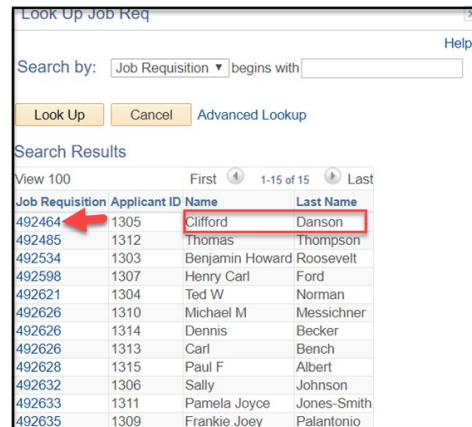 Look Up Job Req
Help
Search by: Job Requisition begins with
Look Up Cancel Advanced Lookup
Search Results
View 100 First 1-15 of 15 Last
Job Requisition Applicant ID Name Last Name
492464 1305 Clifford Danson
492485 1312 Thomas Thompson
492534 1303 Benjamin Howard Roosevelt
492598 1307 Henry Carl Ford
492621 1304 Ted W Norman
492626 1310 Michael M Messichner
492626 1314 Dennis Becker
492626 1313 Carl Bench
492628 1315 Paul F Albert
492632 1306 Sally Johnson
492633 1311 Pamela Joyce Jones-Smith
492635 1309 Frankie Joey Palantonio